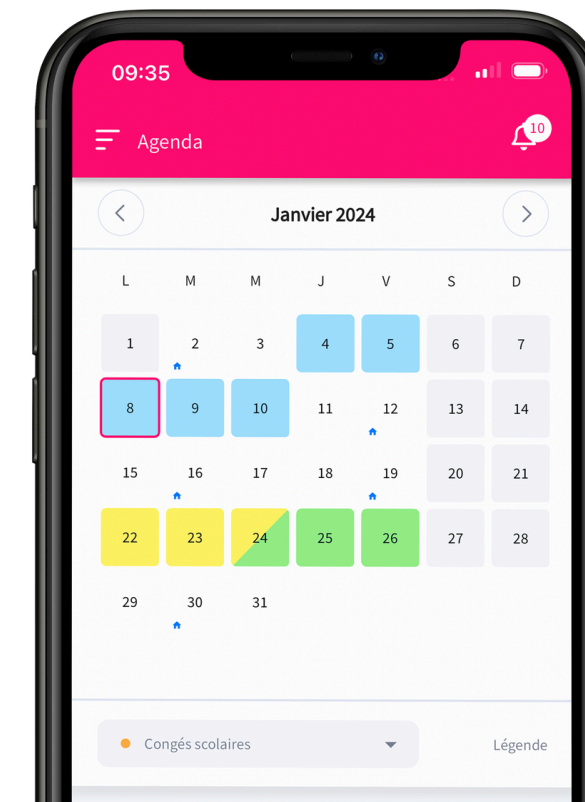 09:35
Agenda
10
Janvier 2024
L M M J V S D
1 2 3 4 5 6 7
8 9 10 11 12 13 14
15 16 17 18 19 20 21
22 23 24 25 26 27 28
29 30 31
Congés scolaires
Légende